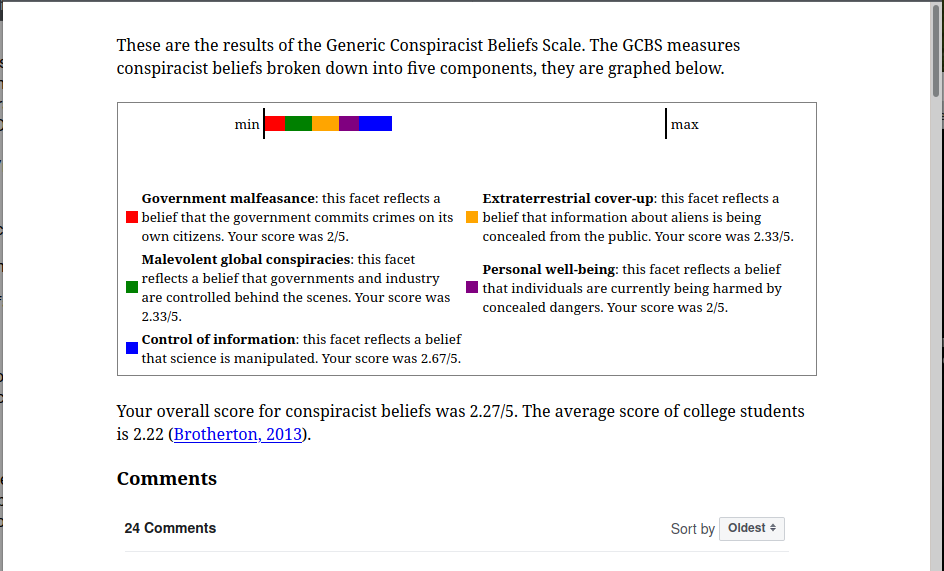 These are the results of the Generic Conspiracist Beliefs Scale. The GCBS measures
conspiracist beliefs broken down into five components, they are graphed below.
min
max
Government malfeasance: this facet reflects a
belief that the government commits crimes on its
own citizens. Your score was 2/5.
Extraterrestrial cover-up: this facet reflects a
belief that information about aliens is being
concealed from the public. Your score was 2.33/5.
Malevolent global conspiracies: this facet
reflects a belief that governments and industry
are controlled behind the scenes. Your score was
2.33/5.
Personal well-being: this facet reflects a belief
that individuals are currently being harmed by
concealed dangers. Your score was 2/5.
Control of information: this facet reflects a belief
that science is manipulated. Your score was 2.67/5.
Your overall score for conspiracist beliefs was 2.27/5. The average score of college students
is 2.22 (Brotherton, 2013).
Comments
24 Comments
Sort by Oldest